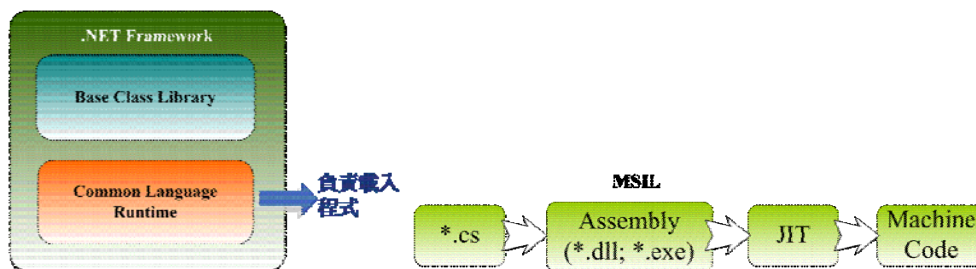 .NET Framework
Base Class Library
Common Language
Runtime
負責載入
程式
MSIL
*.cs
Assembly
(*.dll; *.exe)
JIT
Machine
Code